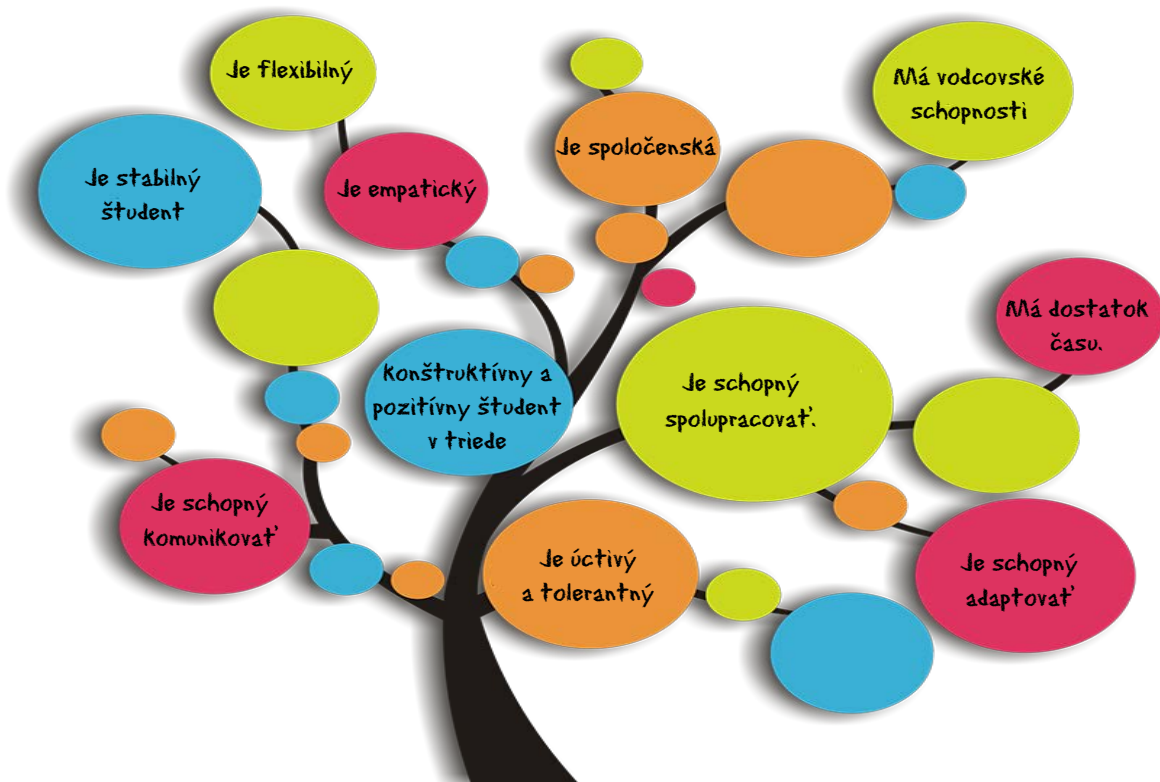 Je flexibilný
Má vodcovské
schopnosti
Je spoločenská
Je stabilný
študent
Je empatický
Má dostatok
času.
Konštruktívny a
pozitívny študent
v triede
Je schopný
spolupracovať.
Je schopný
komunikovať
Je úctivý
a tolerantný
Je schopný
adaptovať